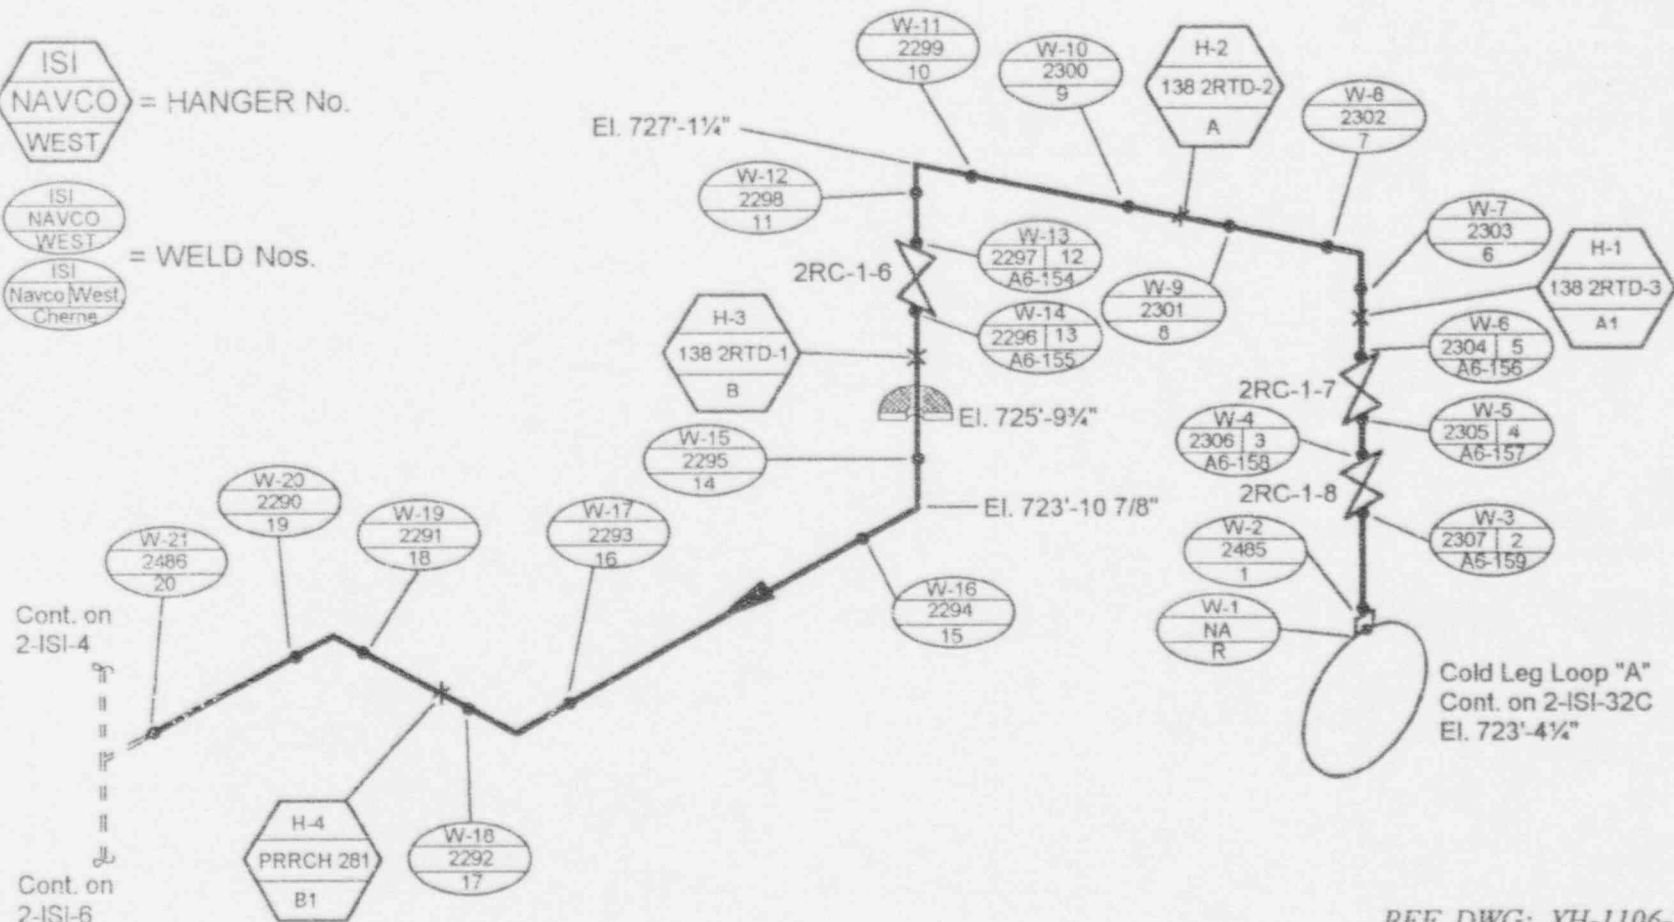 ISI
NAVCO
WEST
= HANGER No.
ISI
NAVCO
WEST
ISI
Navco West
Cherne
= WELD Nos.
W-11
2299
10
W-10
2300
9
H-2
138 2RTD-2
A
W-8
2302
7
El. 727'-1¼"
W-12
2298
11
W-13
2297 12
A6-154
2RC-1-6
W-14
2296 13
A6-155
W-9
2301
8
W-7
2303
6
H-1
138 2RTD-3
A1
H-3
138 2RTD-1
B
W-6
2304 5
A6-156
2RC-1-7
W-5
2305 4
A6-157
El. 725'-9¾"
W-4
2306 3
A6-158
2RC-1-8
W-15
2295
14
W-3
2307 2
A6-159
El. 723'-10 7/8"
W-2
2485
1
W-20
2290
19
W-19
2291
18
W-17
2293
16
W-21
2486
20
W-16
2294
15
W-1
NA
R
Cont. on
2-ISI-4
Cold Leg Loop "A"
Cont. on 2-ISI-32C
El. 723'-4¼"
H-4
PRRCH 281
B1
W-18
2292
17
Cont. on
2-ISI-6
REF. DWG: XH-1106-